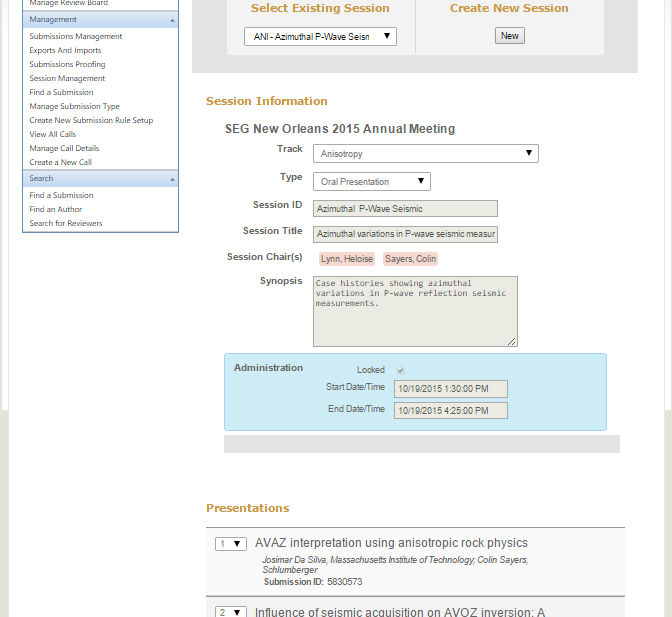 Manage Review Board
Management
Submissions Management
Exports And Imports
Submissions Proofing
Session Management
Find a Submission
Manage Submission Type
Create New Submission Rule Setup
View All Calls
Manage Call Details
Create a New Call
Search
Find a Submission
Find an Author
Search for Reviewers
Select Existing Session
ANI - Azimuthal P-Wave Seisn
Create New Session
New
Session Information
SEG New Orleans 2015 Annual Meeting
Track
Anisotropy
Type
Oral Presentation
Session ID
Azimuthal P-Wave Seismic
Session Title
Azimuthal variations in P-wave seismic measur
Session Chair(s)
Lynn, Heloise Sayers, Colin
Synopsis
Case histories showing azimuthal
variations in P-wave reflection seismic
measurements.
Administration
Locked
Start Date/Time
10/19/2015 1:30:00 PM
End Date/Time
10/19/2015 4:25:00 PM
Presentations
1
AVAZ interpretation using anisotropic rock physics
Josimar Da Silva, Massachusetts Institute of Technology; Colin Sayers,
Schlumberger
Submission ID: 5830573
2
Influence of seismic acquisition on AVOZ inversion: A